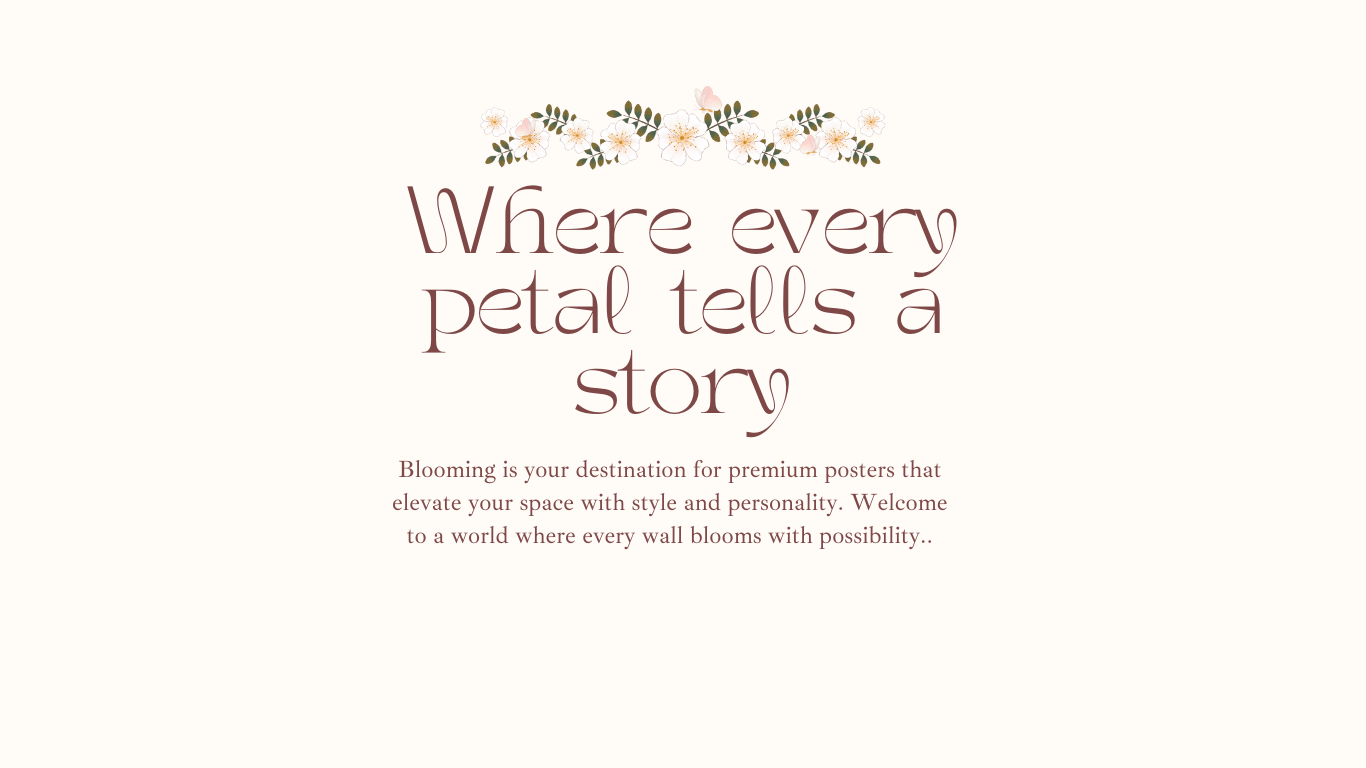 Where every
petal tells a
story
Blooming is your destination for premium posters that
elevate your space with style and personality. Welcome
to a world where every wall blooms with possibility..